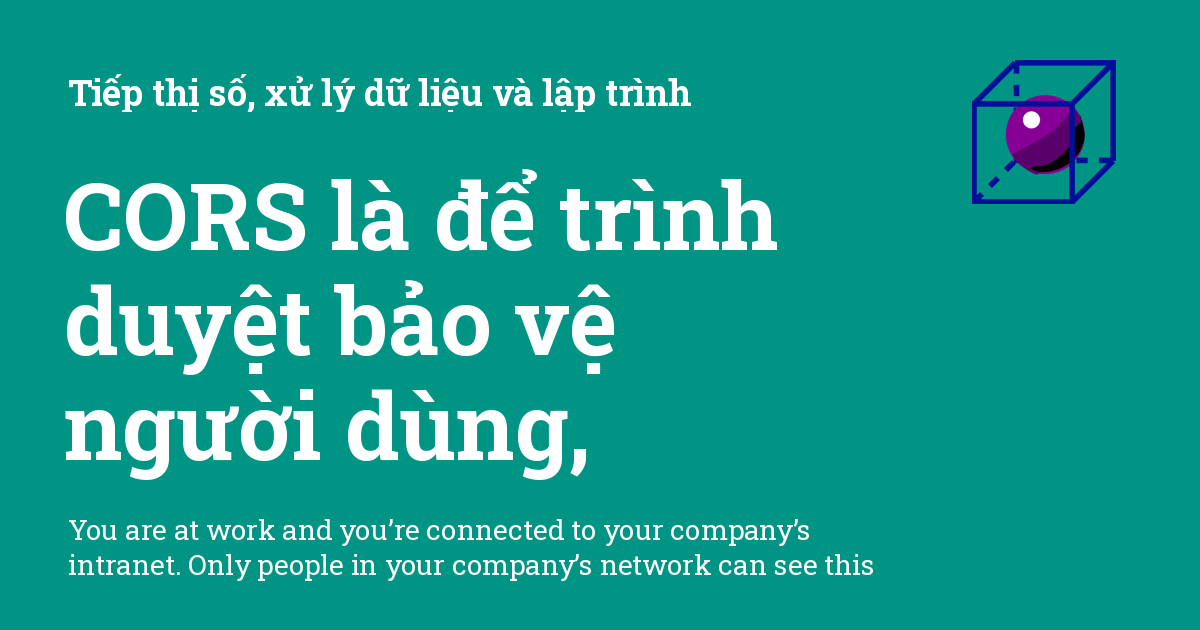 Tiếp thị số, xử lý dữ liệu và lập trình
CORS là để trình
duyệt bảo vệ
người dùng,
You are at work and you’re connected to your company’s
intranet. Only people in your company’s network can see this